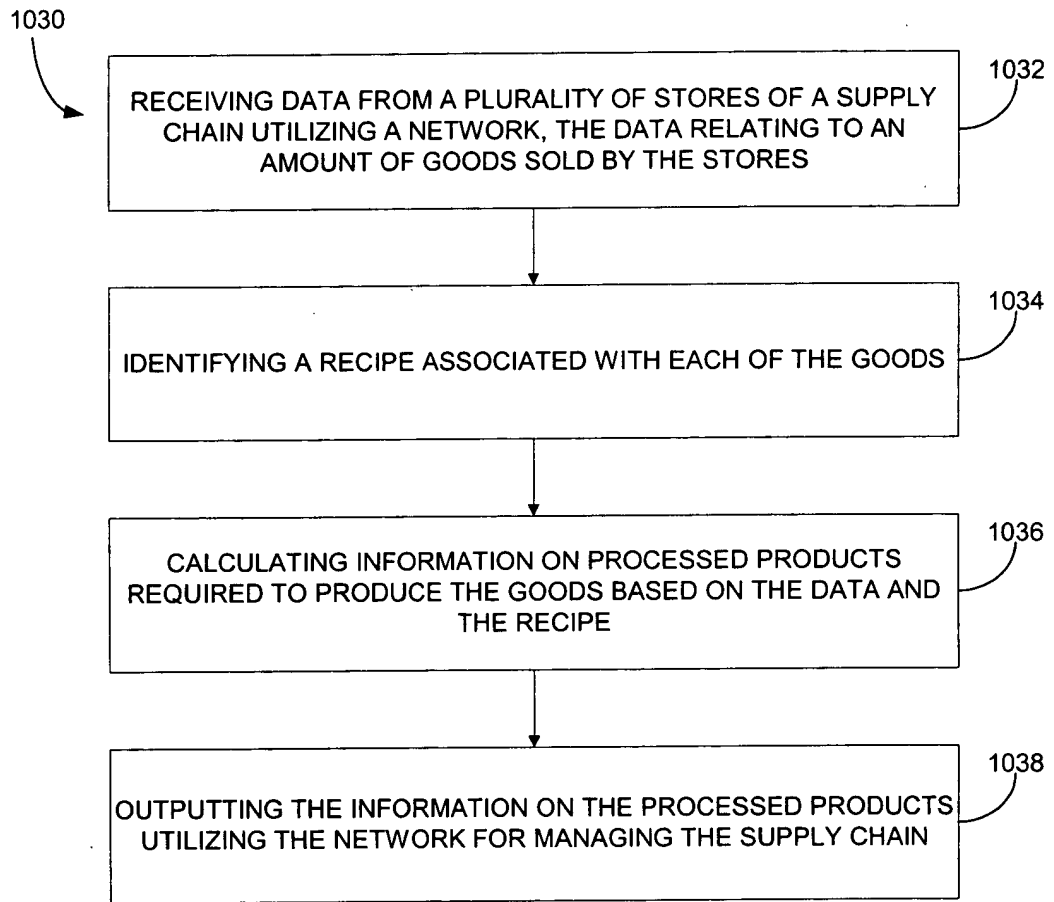 1030
1032
RECEIVING DATA FROM A PLURALITY OF STORES OF A SUPPLY
CHAIN UTILIZING A NETWORK, THE DATA RELATING TO AN
AMOUNT OF GOODS SOLD BY THE STORES
1034
IDENTIFYING A RECIPE ASSOCIATED WITH EACH OF THE GOODS
1036
CALCULATING INFORMATION ON PROCESSED PRODUCTS
REQUIRED TO PRODUCE THE GOODS BASED ON THE DATA AND
THE RECIPE
1038
OUTPUTTING THE INFORMATION ON THE PROCESSED PRODUCTS
UTILIZING THE NETWORK FOR MANAGING THE SUPPLY CHAIN